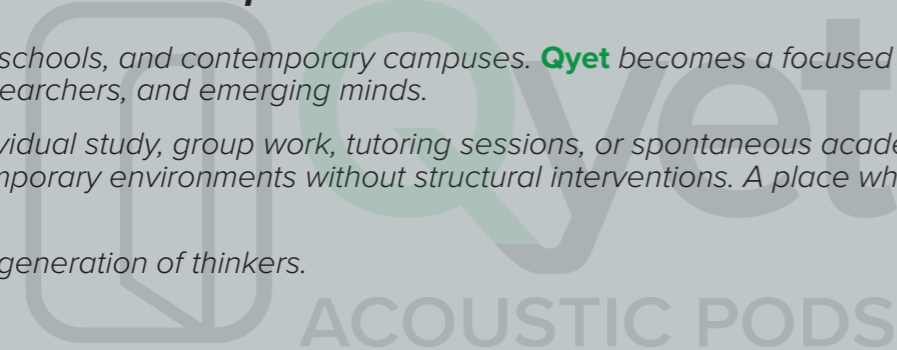 schools, and contemporary campuses. Qyet becomes a focused
earchers, and emerging minds.
vidual study, group work, tutoring sessions, or spontaneous acade
mporary environments without structural interventions. A place wh
generation of thinkers.
Qyet
ACOUSTIC PODS